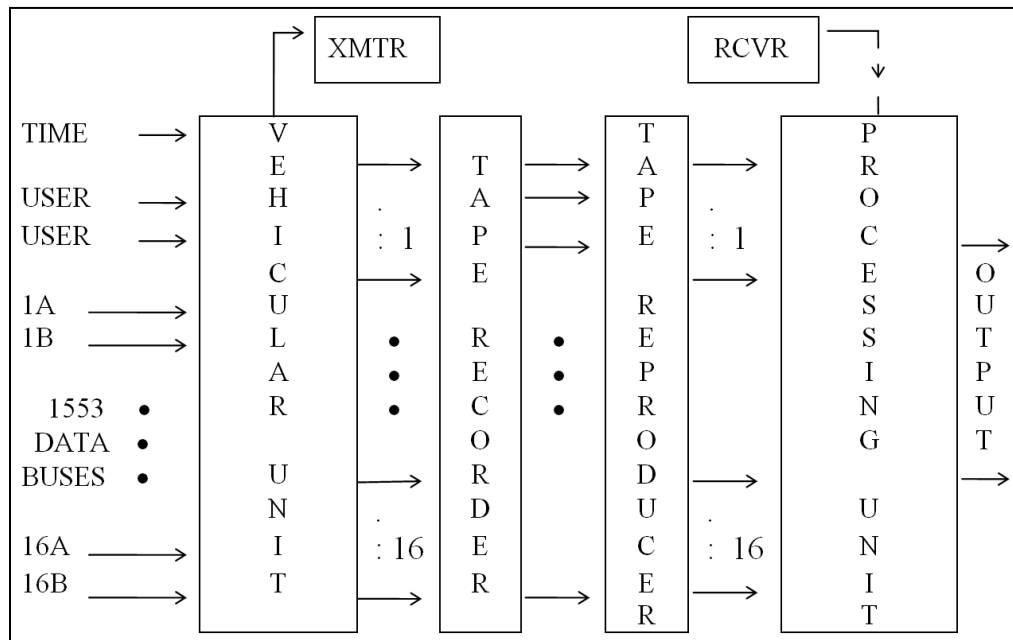 XMTR
RCVR
TIME
USER
USER
1A
1B
1553
DATA
BUSES
16A
16B
VEHICULAR UNIT
: 1
: 16
TAPE RECORDER
TAPE REPRODUCER
: 1
: 16
PROCESSING UNIT
OUTPUT